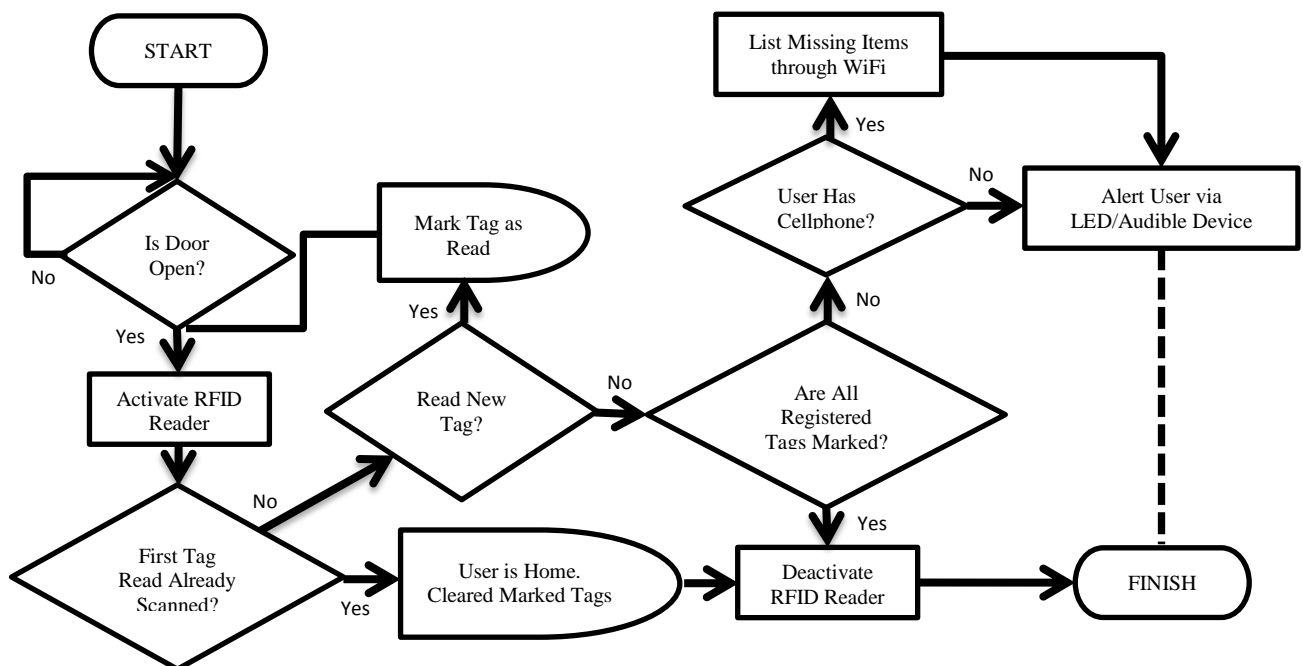 START
Is Door
Open?
No
Yes
Activate RFID
Reader
First Tag
Read Already
Scanned?
No
Yes
Mark Tag as
Read
Yes
Read New
Tag?
No
User is Home.
Cleared Marked Tags
List Missing Items
through WiFi
Yes
User Has
Cellphone?
No
No
Are All
Registered
Tags Marked?
Yes
Deactivate
RFID Reader
Alert User via
LED/Audible Device
FINISH